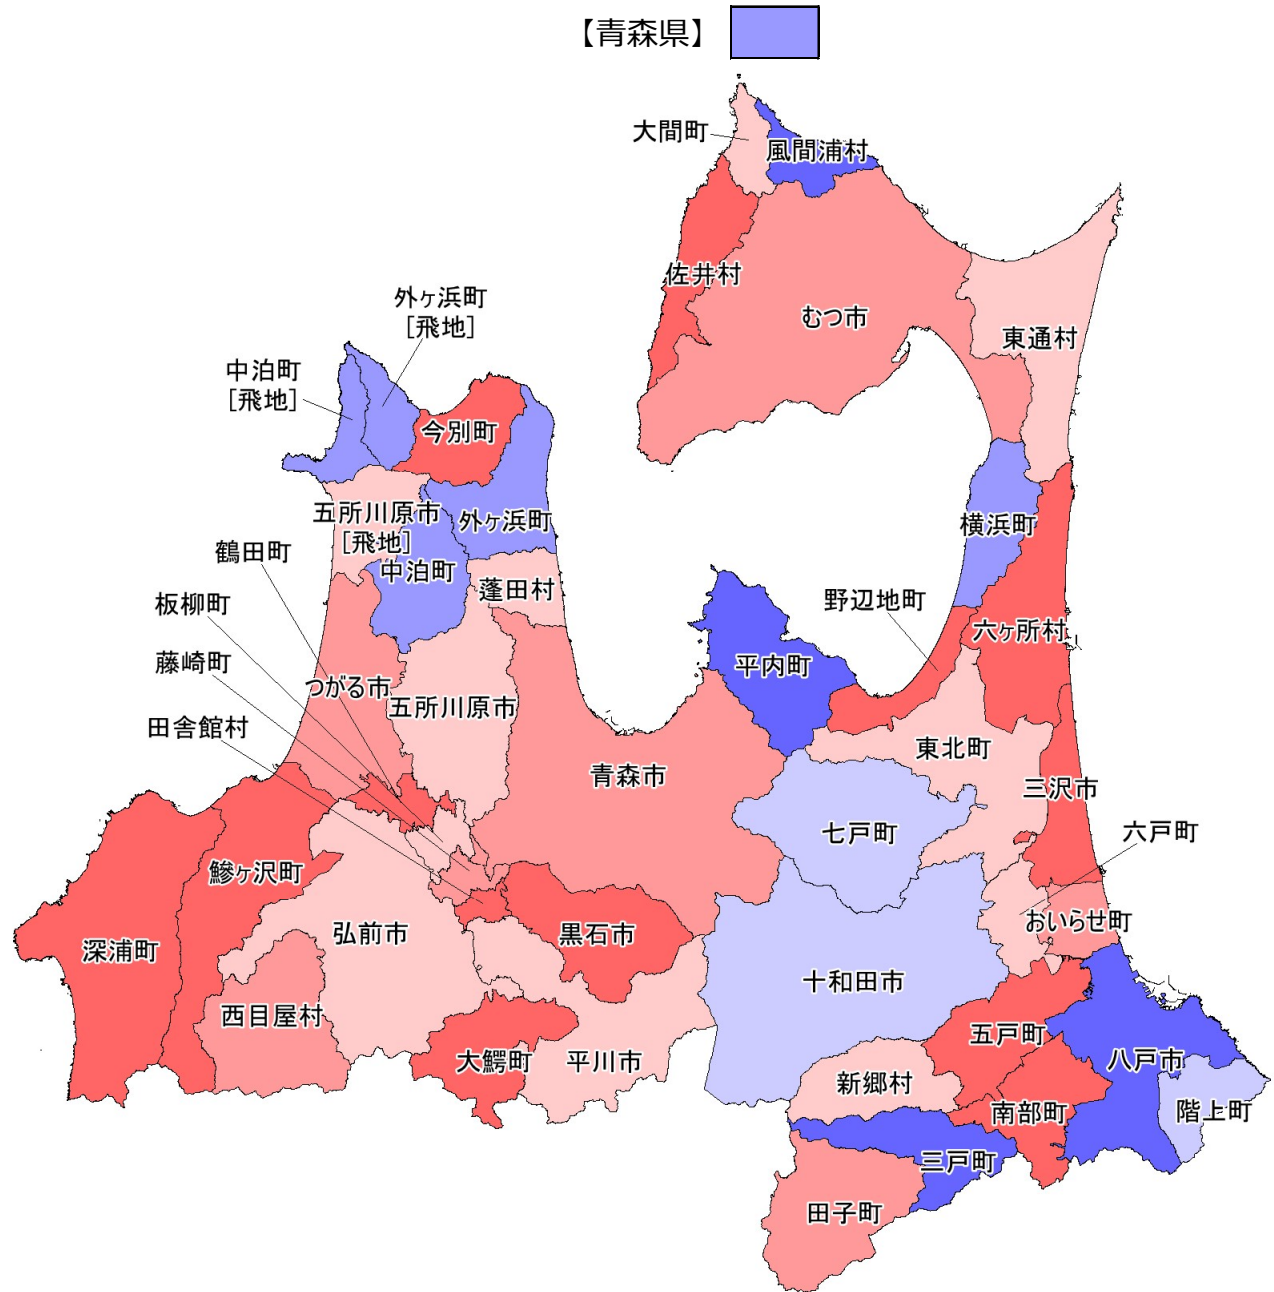 【青森県】
大間町
風間浦村
佐井村
むつ市
東通村
外ヶ浜町
[飛地]
中泊町
[飛地]
今別町
五所川原市
[飛地]
外ヶ浜町
横浜町
鶴田町
中泊町
蓬田村
板柳町
野辺地町
六ヶ所村
藤崎町
平内町
つがる市
五所川原市
田舎館村
東北町
青森市
三沢市
七戸町
六戸町
鰺ヶ沢町
おいらせ町
弘前市
黒石市
深浦町
十和田市
西目屋村
五戸町
大鰐町
平川市
八戸市
新郷村
南部町
階上町
三戸町
田子町